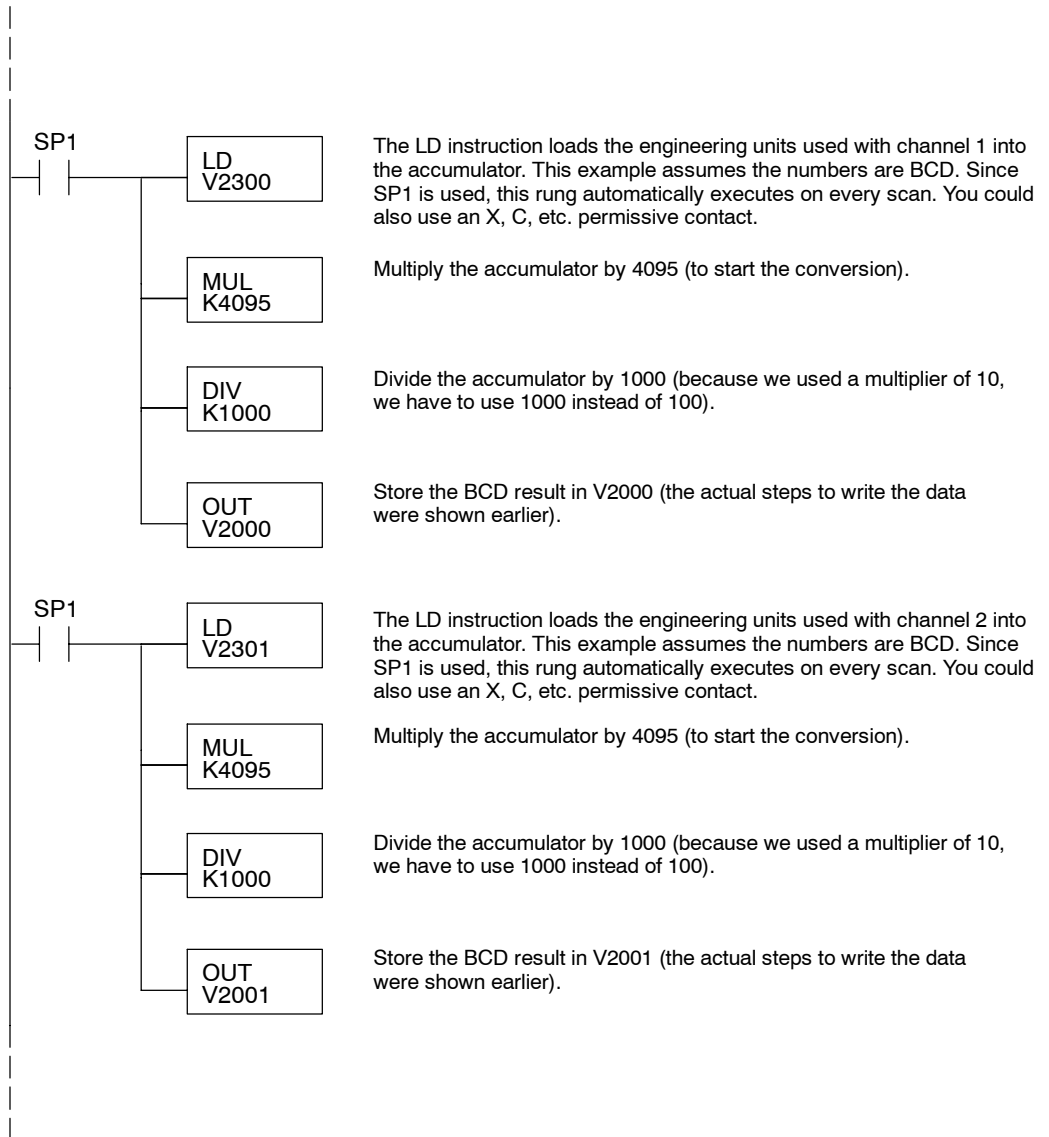 SP1
LD
V2300
The LD instruction loads the engineering units used with channel 1 into
the accumulator. This example assumes the numbers are BCD. Since
SP1 is used, this rung automatically executes on every scan. You could
also use an X, C, etc. permissive contact.
MUL
K4095
Multiply the accumulator by 4095 (to start the conversion).
DIV
K1000
Divide the accumulator by 1000 (because we used a multiplier of 10,
we have to use 1000 instead of 100).
OUT
V2000
Store the BCD result in V2000 (the actual steps to write the data
were shown earlier).
SP1
LD
V2301
The LD instruction loads the engineering units used with channel 2 into
the accumulator. This example assumes the numbers are BCD. Since
SP1 is used, this rung automatically executes on every scan. You could
also use an X, C, etc. permissive contact.
MUL
K4095
Multiply the accumulator by 4095 (to start the conversion).
DIV
K1000
Divide the accumulator by 1000 (because we used a multiplier of 10,
we have to use 1000 instead of 100).
OUT
V2001
Store the BCD result in V2001 (the actual steps to write the data
were shown earlier).